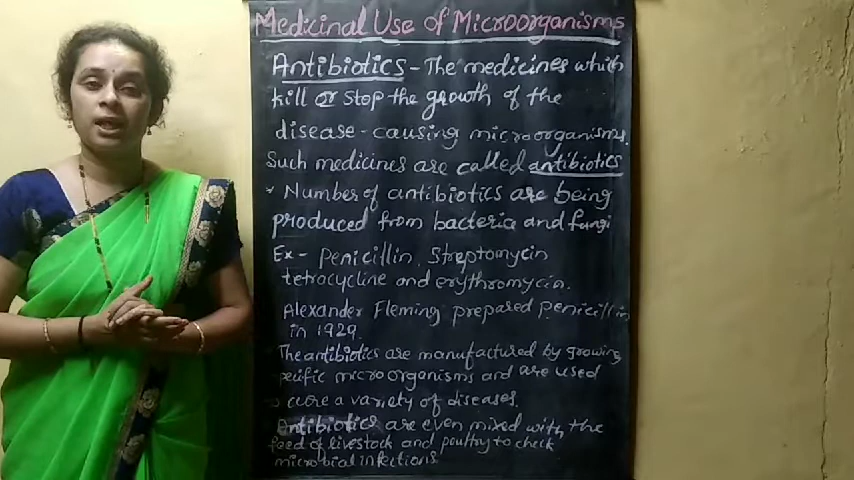 Medicinal Use of Microorganisms
Antibiotics - The medicines which
kill or stop the growth of the
disease - causing microorganisms.
Such medicines are called antibiotics
* Number of antibiotics are being
produced from bacteria and fungi
Ex - Penicillin, Streptomycin
tetracycline and erythromycin.
Alexander Fleming prepared penicillin
in 1929.
The antibiotics are manufactured by growing
pecific microorganisms and are used
o cure a variety of diseases.
Antibiotics are even mixed with the
feed of livestock and poultry to check
microbial infections.